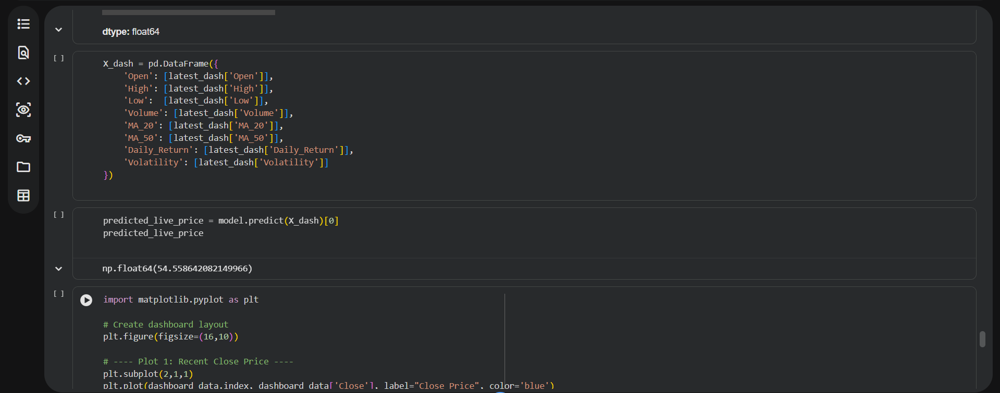 dtype: float64
[ ]
X_dash = pd.DataFrame({
    'Open': [latest_dash['Open']],
    'High': [latest_dash['High']],
    'Low':  [latest_dash['Low']],
    'Volume': [latest_dash['Volume']],
    'MA_20': [latest_dash['MA_20']],
    'MA_50': [latest_dash['MA_50']],
    'Daily_Return': [latest_dash['Daily_Return']],
    'Volatility': [latest_dash['Volatility']]
})
[ ]
predicted_live_price = model.predict(X_dash)[0]
predicted_live_price
np.float64(54.558642082149966)
[ ]
import matplotlib.pyplot as plt
# Create dashboard layout
plt.figure(figsize=(16,10))
# ---- Plot 1: Recent Close Price ----
plt.subplot(2,1,1)
plt.plot(dashboard_data.index, dashboard_data['Close'], label="Close Price", color='blue')